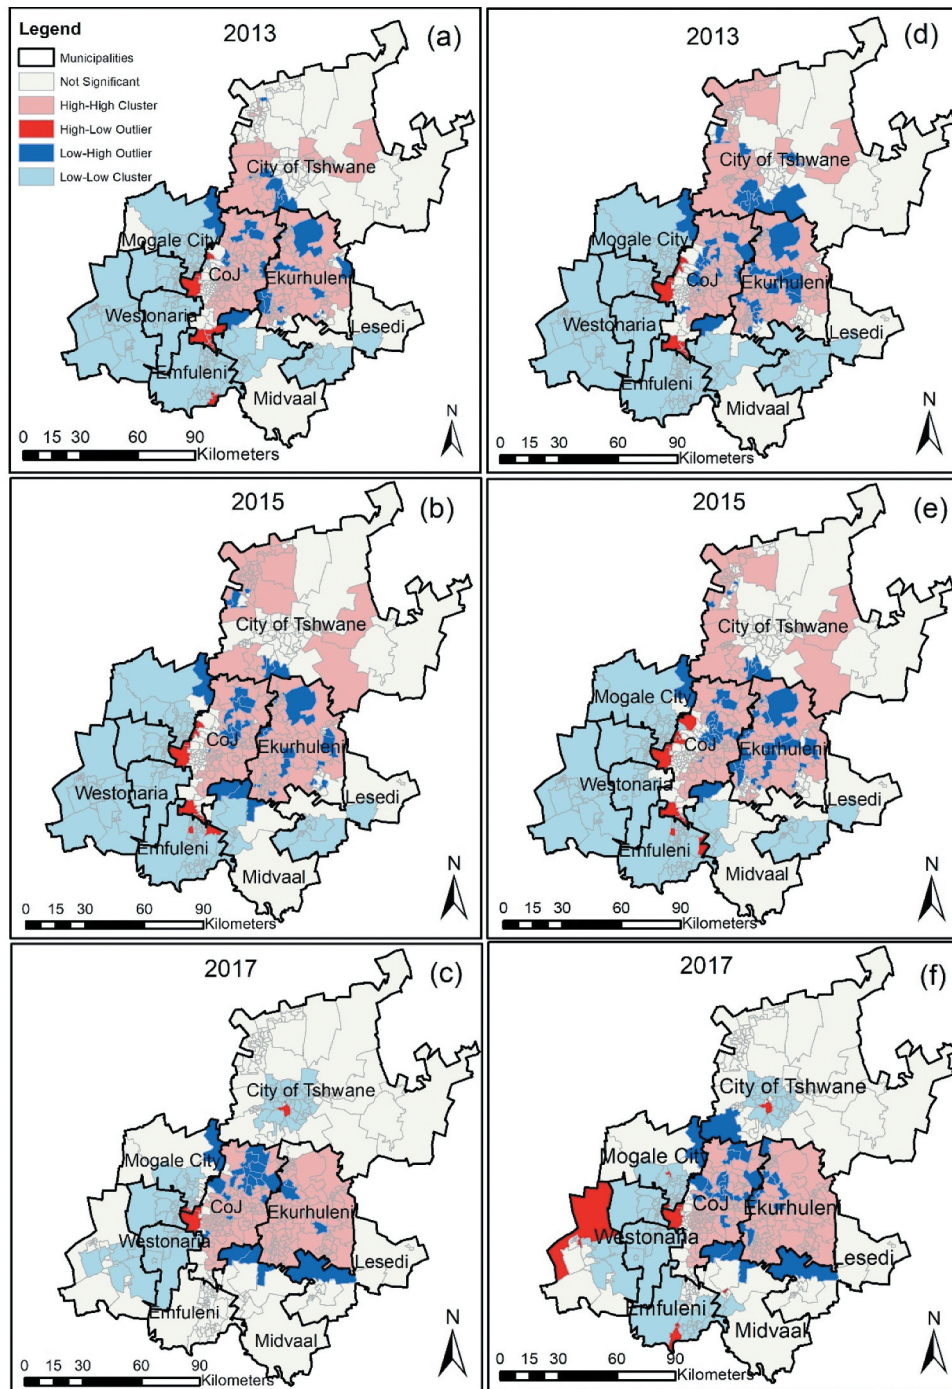 Legend
Municipalities
Not Significant
High-High Cluster
High-Low Outlier
Low-High Outlier
Low-Low Cluster
2013
(a)
City of Tshwane
Mogale City
CoJ
Ekurhuleni
Westonaria
Lesedi
Emfuleni
Midvaal
N
0 15 30 60 90
Kilometers
2013
(d)
City of Tshwane
Mogale City
CoJ
Ekurhuleni
Westonaria
Lesedi
Emfuleni
Midvaal
N
0 15 30 60 90
Kilometers
2015
(b)
City of Tshwane
CoJ
Ekurhuleni
Westonaria
Lesedi
Emfuleni
Midvaal
N
0 15 30 60 90
Kilometers
2015
(e)
City of Tshwane
Mogale City
CoJ
Ekurhuleni
Westonaria
Lesedi
Emfuleni
Midvaal
N
0 15 30 60 90
Kilometers
2017
(c)
City of Tshwane
Mogale City
CoJ
Ekurhuleni
Westonaria
Lesedi
Emfuleni
Midvaal
N
0 15 30 60 90
Kilometers
2017
(f)
City of Tshwane
Mogale City
CoJ
Ekurhuleni
Westonaria
Lesedi
Emfuleni
Midvaal
N
0 15 30 60 90
Kilometers